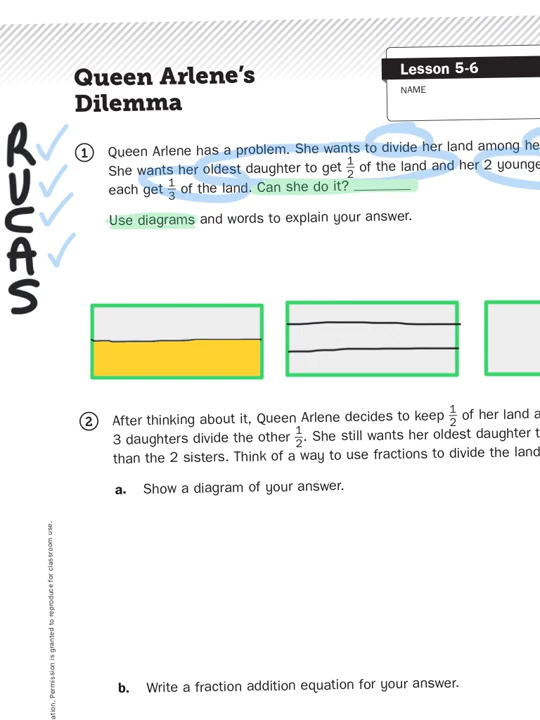 Queen Arlene's
Dilemma
Lesson 5-6
NAME
RUCAS
1 Queen Arlene has a problem. She wants to divide her land among he
She wants her oldest daughter to get 1/2 of the land and her 2 younge
each get 1/3 of the land. Can she do it? ________
Use diagrams and words to explain your answer.
2 After thinking about it, Queen Arlene decides to keep 1/2 of her land a
3 daughters divide the other 1/2. She still wants her oldest daughter t
than the 2 sisters. Think of a way to use fractions to divide the land
a. Show a diagram of your answer.
b. Write a fraction addition equation for your answer.
ation. Permission is granted to reproduce for classroom use.